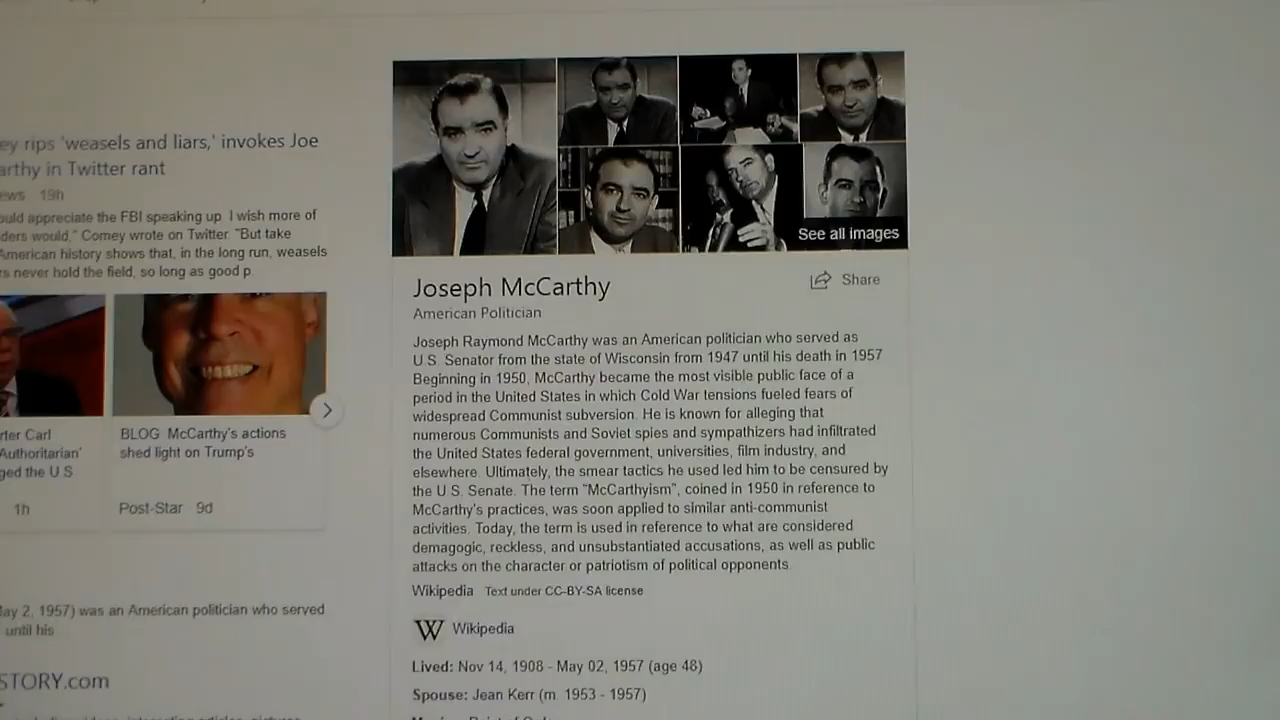 ey rips 'weasels and liars,' invokes Joe
arthy in Twitter rant
ews 19h
ould appreciate the FBI speaking up I wish more of
ders would," Comey wrote on Twitter "But take
American history shows that, in the long run, weasels
rs never hold the field, so long as good p.
rter Carl
'Authoritarian'
ged the U S
1h
BLOG McCarthy's actions
shed light on Trump's
Post-Star 9d
ay 2, 1957) was an American politician who served
until his
STORY.com
See all images
Joseph McCarthy
Share
American Politician
Joseph Raymond McCarthy was an American politician who served as
U.S. Senator from the state of Wisconsin from 1947 until his death in 1957
Beginning in 1950, McCarthy became the most visible public face of a
period in the United States in which Cold War tensions fueled fears of
widespread Communist subversion. He is known for alleging that
numerous Communists and Soviet spies and sympathizers had infiltrated
the United States federal government, universities, film industry, and
elsewhere. Ultimately, the smear tactics he used led him to be censured by
the U.S. Senate. The term "McCarthyism", coined in 1950 in reference to
McCarthy's practices, was soon applied to similar anti-communist
activities. Today, the term is used in reference to what are considered
demagogic, reckless, and unsubstantiated accusations, as well as public
attacks on the character or patriotism of political opponents
Wikipedia Text under CC-BY-SA license
W Wikipedia
Lived: Nov 14, 1908 - May 02, 1957 (age 48)
Spouse: Jean Kerr (m. 1953 - 1957)